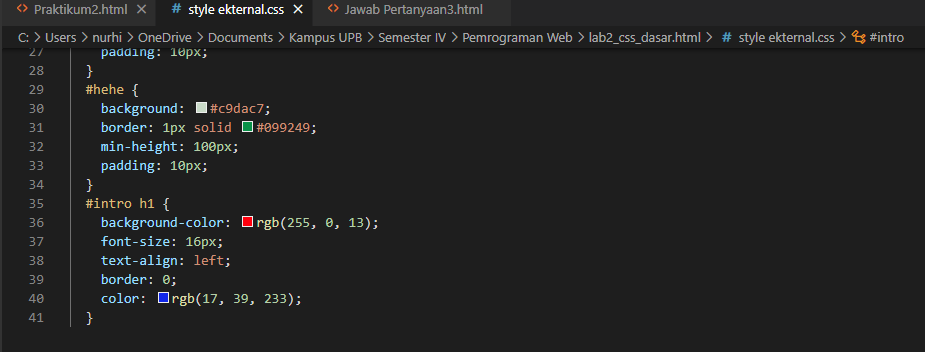 <> Praktikum2.html × # style ekternal.css × <> Jawab Pertanyaan3.html
C: > Users > nurhi > OneDrive > Documents > Kampus UPB > Semester IV > Pemrograman Web > lab2_css_dasar.html > # style ekternal.css > #intro
27 padding: 10px;
28 }
29 #hehe {
30 background: #c9dac7;
31 border: 1px solid #099249;
32 min-height: 100px;
33 padding: 10px;
34 }
35 #intro h1 {
36 background-color: rgb(255, 0, 13);
37 font-size: 16px;
38 text-align: left;
39 border: 0;
40 color: rgb(17, 39, 233);
41 }